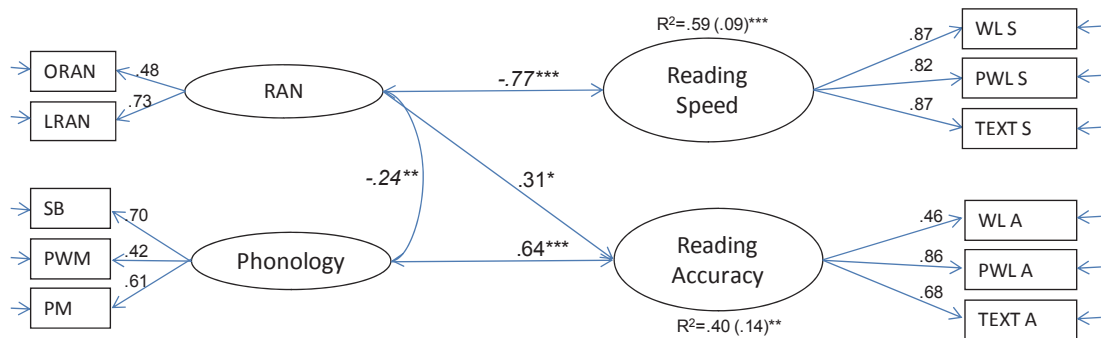 R²=.59 (.09)***
ORAN
.48
RAN
LRAN
.73
-.77***
Reading
Speed
.87
WL S
.82
PWL S
.87
TEXT S
-.24**
.31*
SB
.70
PWM
.42
PM
.61
Phonology
.64***
Reading
Accuracy
.46
WL A
.86
PWL A
.68
TEXT A
R²=.40 (.14)**